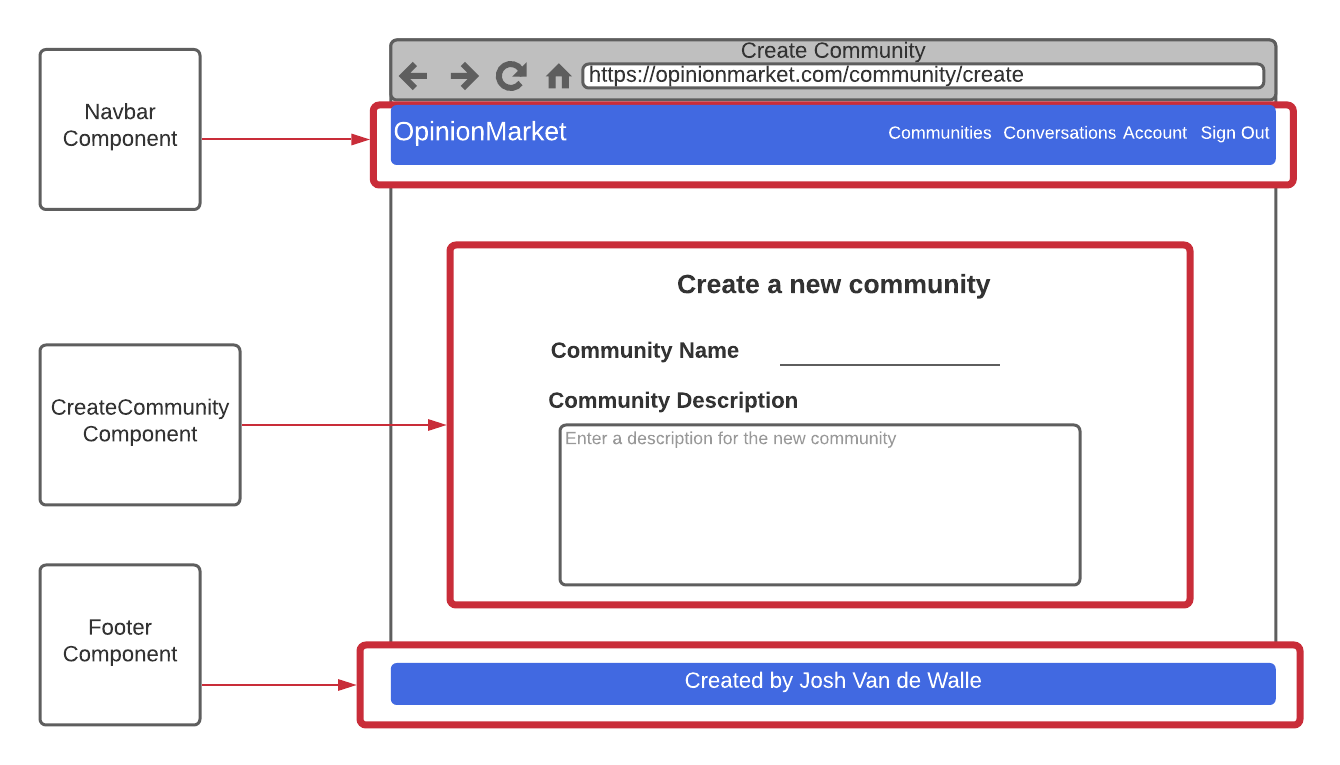 Create Community
https://opinionmarket.com/community/create
Navbar
Component
OpinionMarket
Communities Conversations Account Sign Out
Create a new community
Community Name
CreateCommunity
Component
Community Description
Enter a description for the new community
Footer
Component
Created by Josh Van de Walle